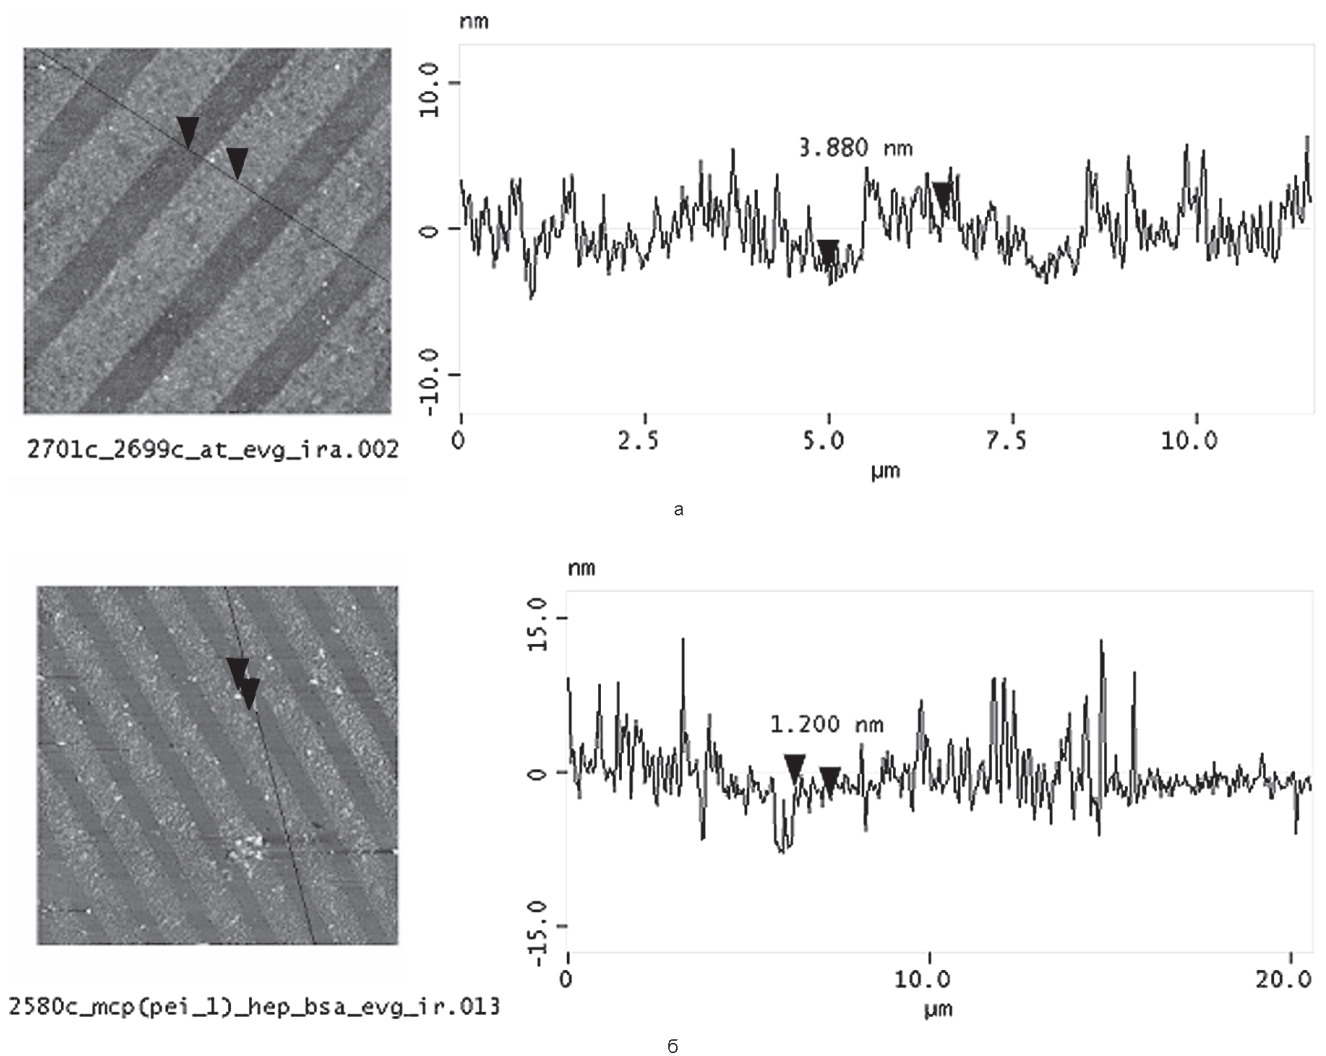 nm
10.0
0
-10.0
3.880 nm
0 2.5 5.0 7.5 10.0
µm
2701c_2699c_at_evg_ira.002
а
nm
15.0
0
-15.0
1.200 nm
0 10.0 20.0
µm
2580c_mcp(pei_1)_hep_bsa_evg_ir.013
б